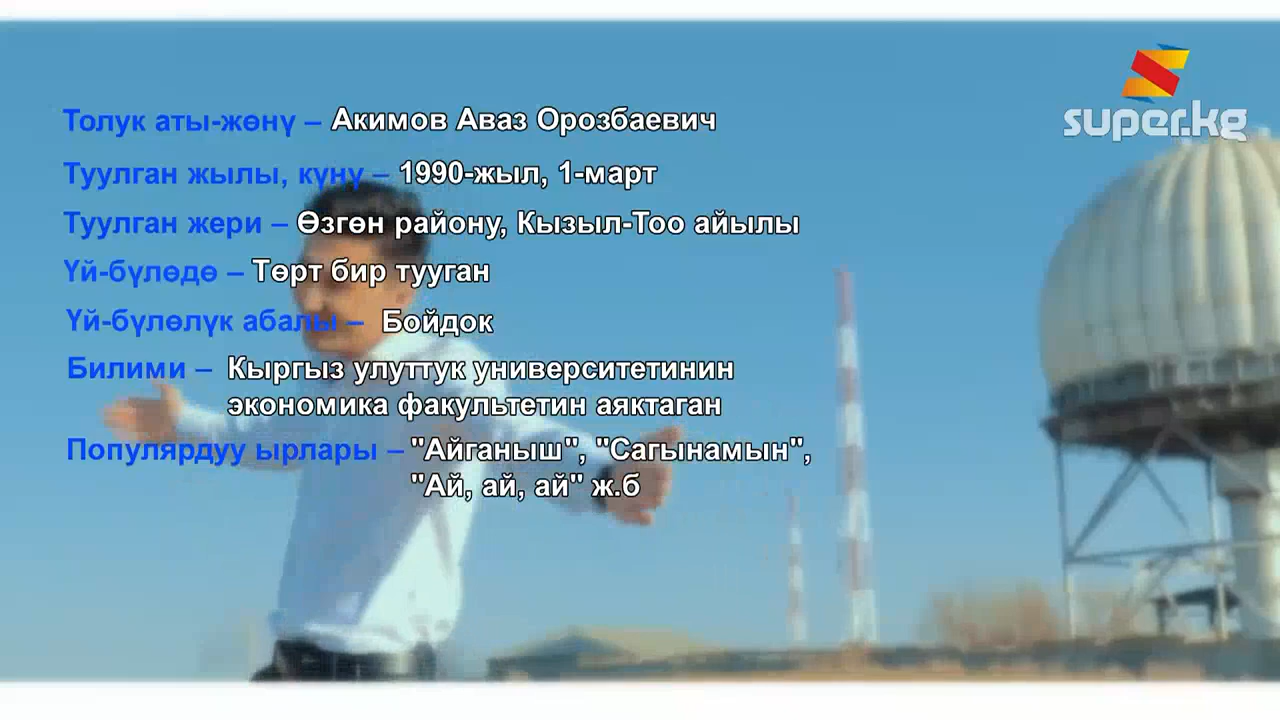 super.kg
Толук аты-жөнү – Акимов Аваз Орозбаевич
Туулган жылы, күнү – 1990-жыл, 1-март
Туулган жери – Өзгөн району, Кызыл-Тоо айылы
Үй-бүлөдө – Төрт бир тууган
Үй-бүлөлүк абалы – Бойдок
Билими – Кыргыз улуттук университетинин
экономика факультетин аяктаган
Популярдуу ырлары – "Айганыш", "Сагынамын",
"Ай, ай, ай" ж.б